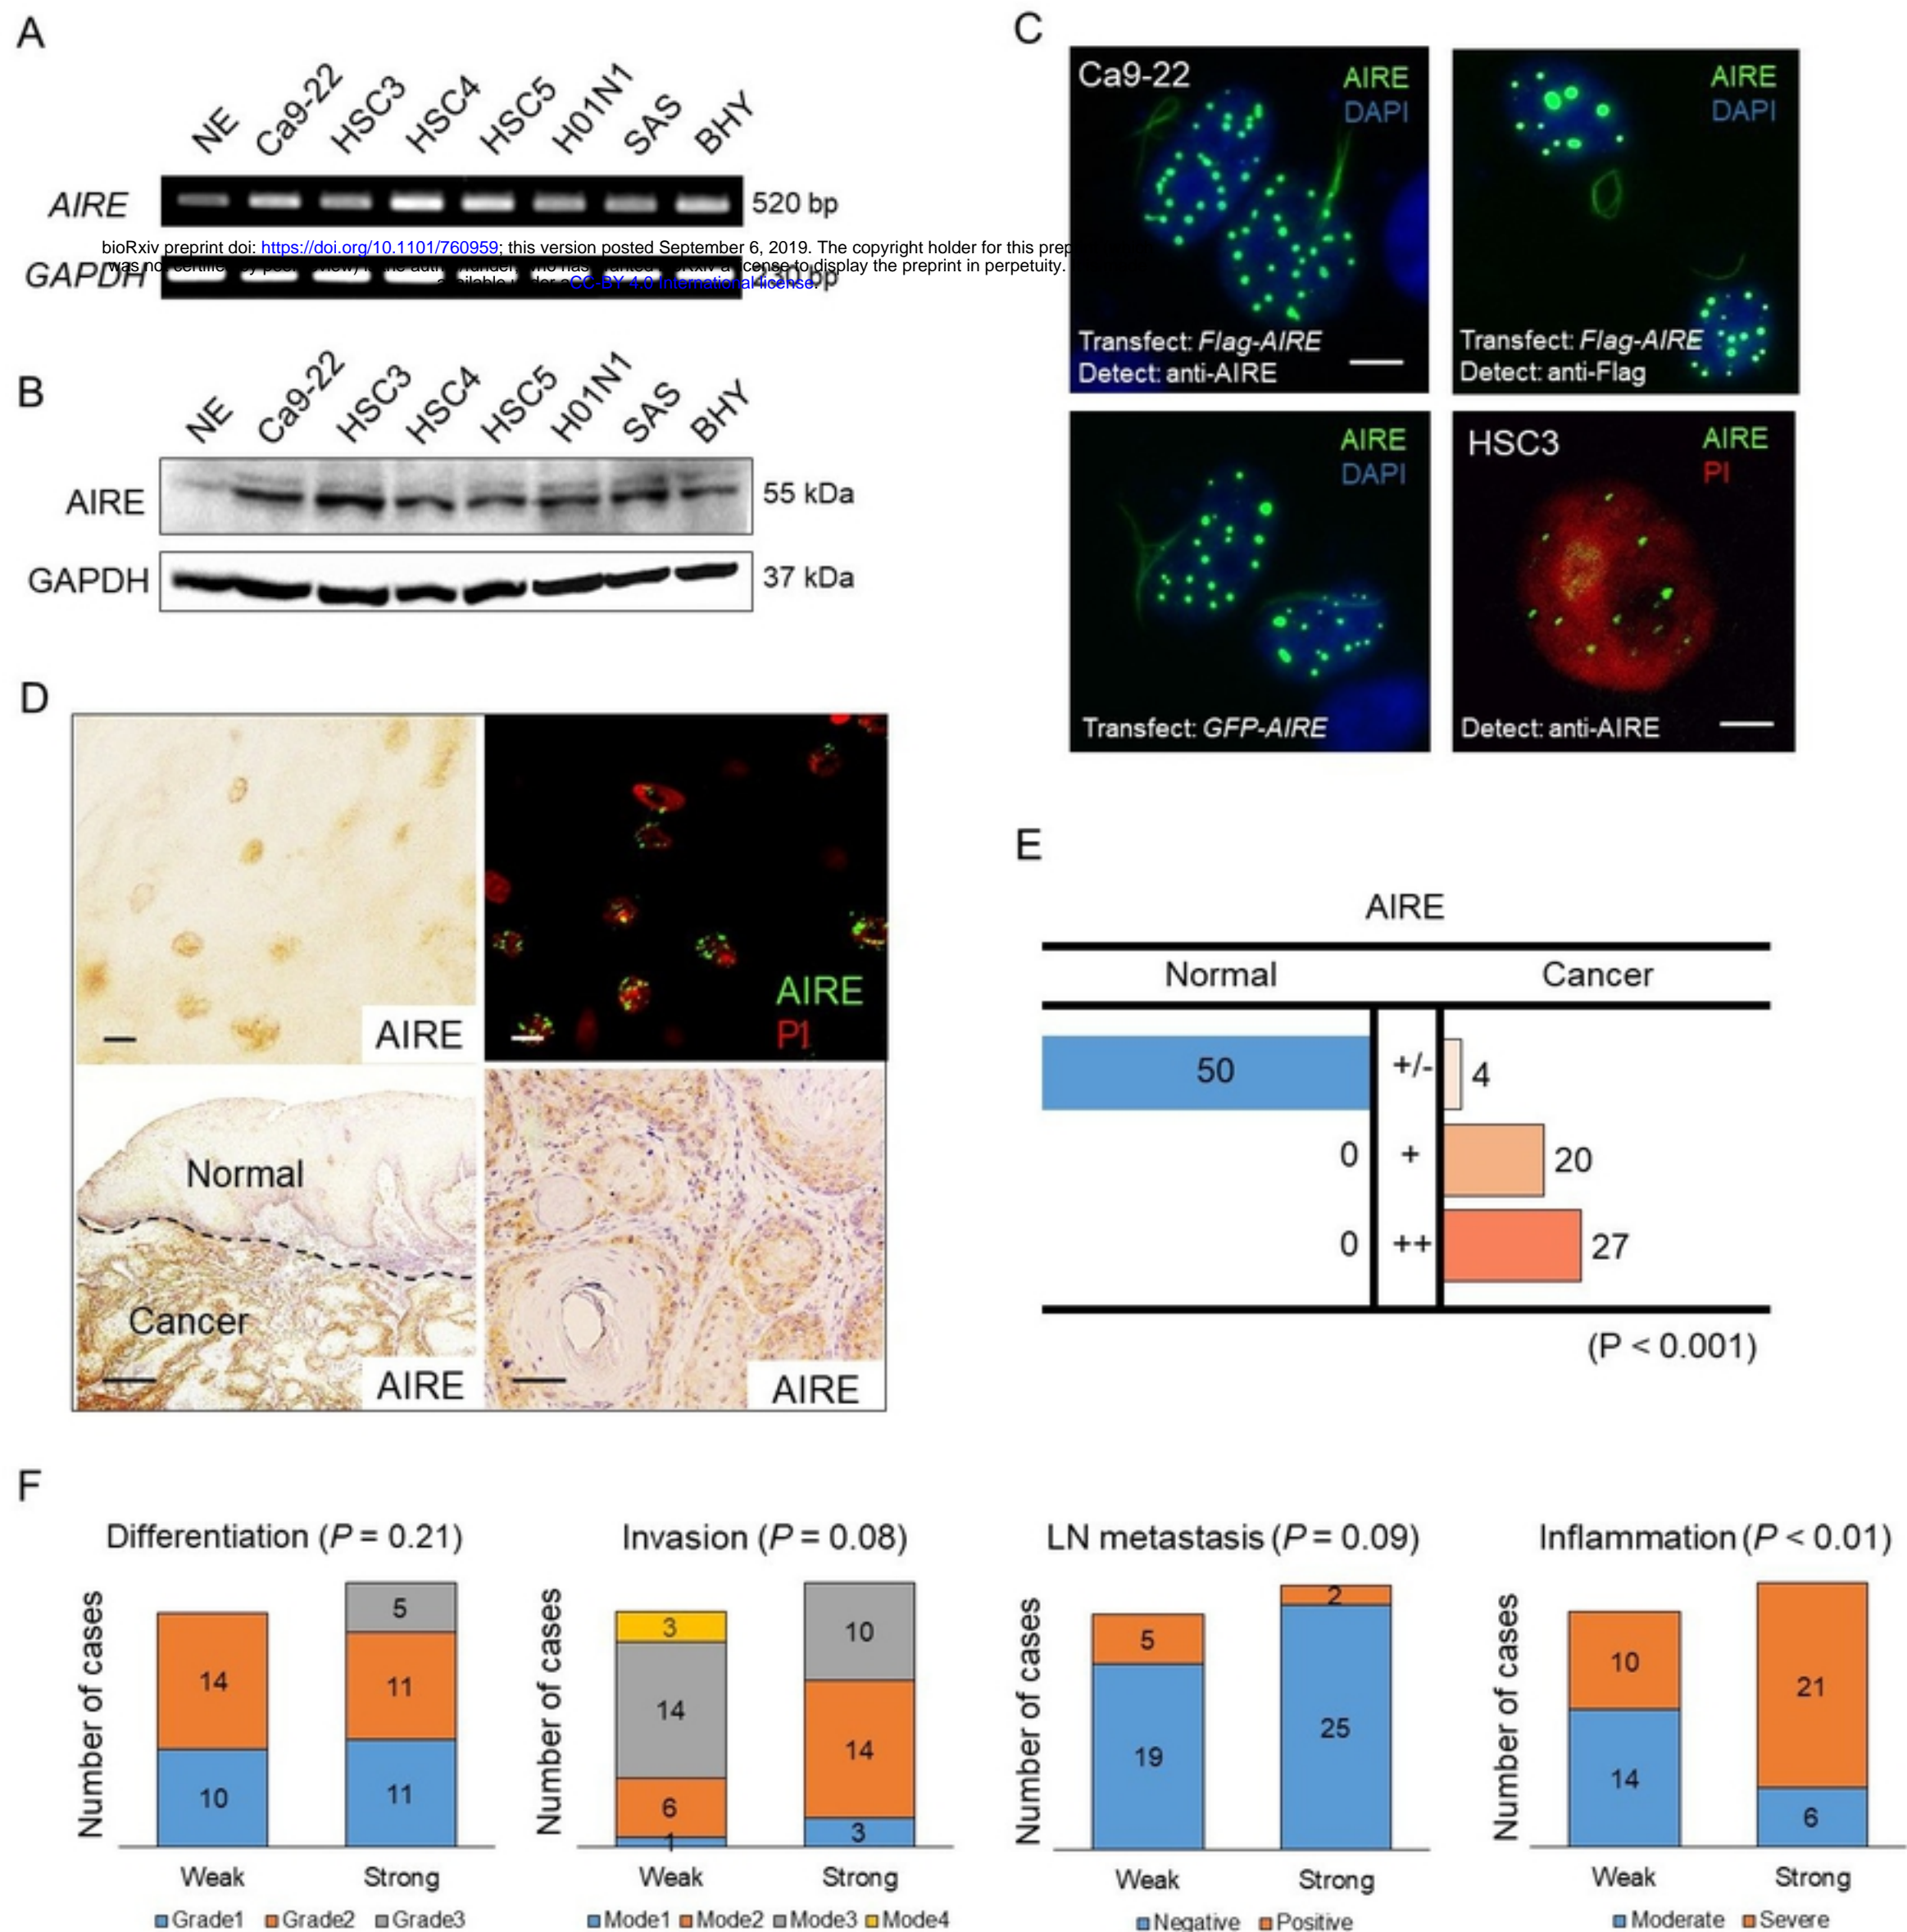 A
NE Ca9-22 HSC3 HSC4 HSC5 H01N1 SAS BHY
AIRE 520 bp
bioRxiv preprint doi: https://doi.org/10.1101/760959; this version posted September 6, 2019. The copyright holder for this prep
to display the preprint in perpetuity.
GAPDH 230 bp
CC-BY 4.0 International license.
B
NE Ca9-22 HSC3 HSC4 HSC5 H01N1 SAS BHY
AIRE 55 kDa
GAPDH 37 kDa
C
Ca9-22 AIRE
DAPI
Transfect: Flag-AIRE
Detect: anti-AIRE
AIRE
DAPI
Transfect: Flag-AIRE
Detect: anti-Flag
AIRE
DAPI
Transfect: GFP-AIRE
HSC3 AIRE
PI
Detect: anti-AIRE
D
AIRE
AIRE
PI
Normal
Cancer
AIRE
AIRE
E
AIRE
Normal Cancer
50 +/- 4
0 + 20
0 ++ 27
(P < 0.001)
F
Differentiation (P = 0.21)
Number of cases
14
10
5
11
11
Weak Strong
Grade1 Grade2 Grade3
Invasion (P = 0.08)
Number of cases
3
14
6
1
10
14
3
Weak Strong
Mode1 Mode2 Mode3 Mode4
LN metastasis (P = 0.09)
Number of cases
5
19
2
25
Weak Strong
Negative Positive
Inflammation (P < 0.01)
Number of cases
10
14
21
6
Weak Strong
Moderate Severe